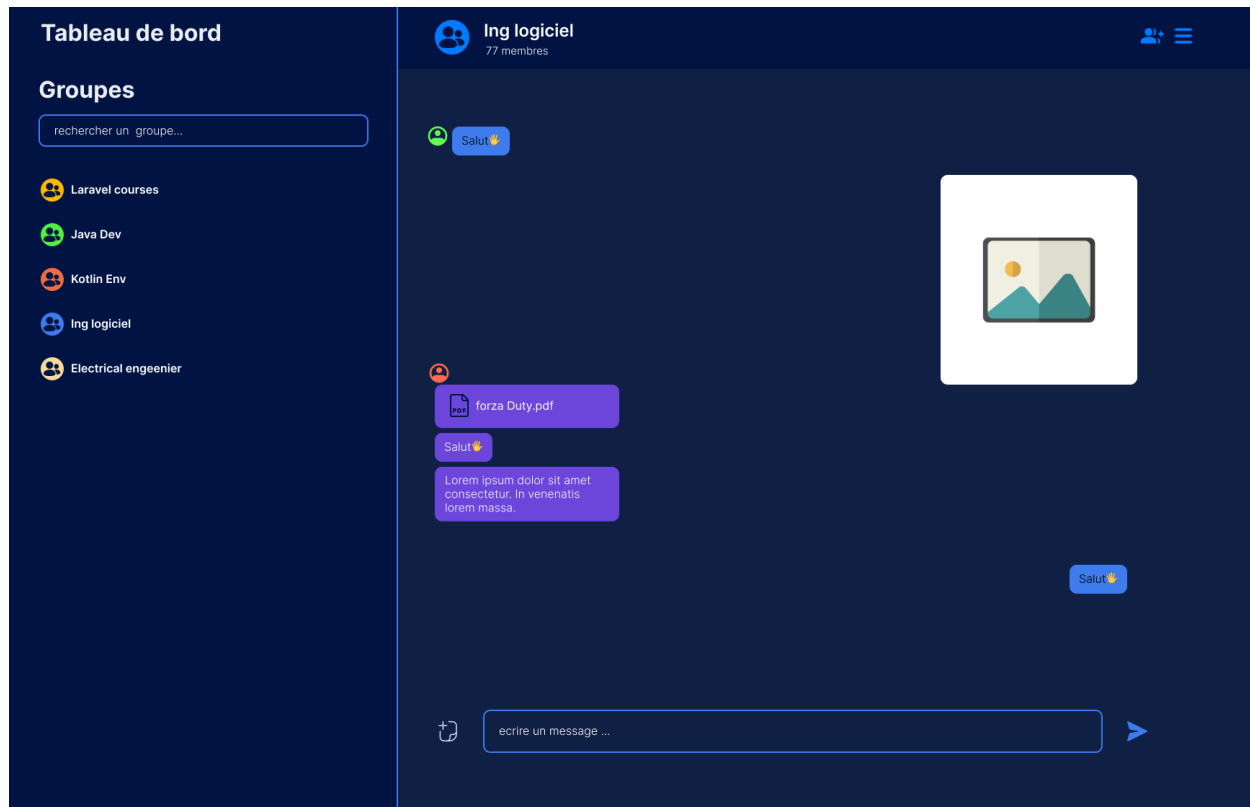 Tableau de bord
Groupes
rechercher un  groupe...
Laravel courses
Java Dev
Kotlin Env
Ing logiciel
Electrical engeenier
Ing logiciel
77 membres
Salut🖐
PDF
forza Duty.pdf
Salut🖐
Lorem ipsum dolor sit amet
consectetur. In venenatis
lorem massa.
Salut🖐
ecrire un message ...